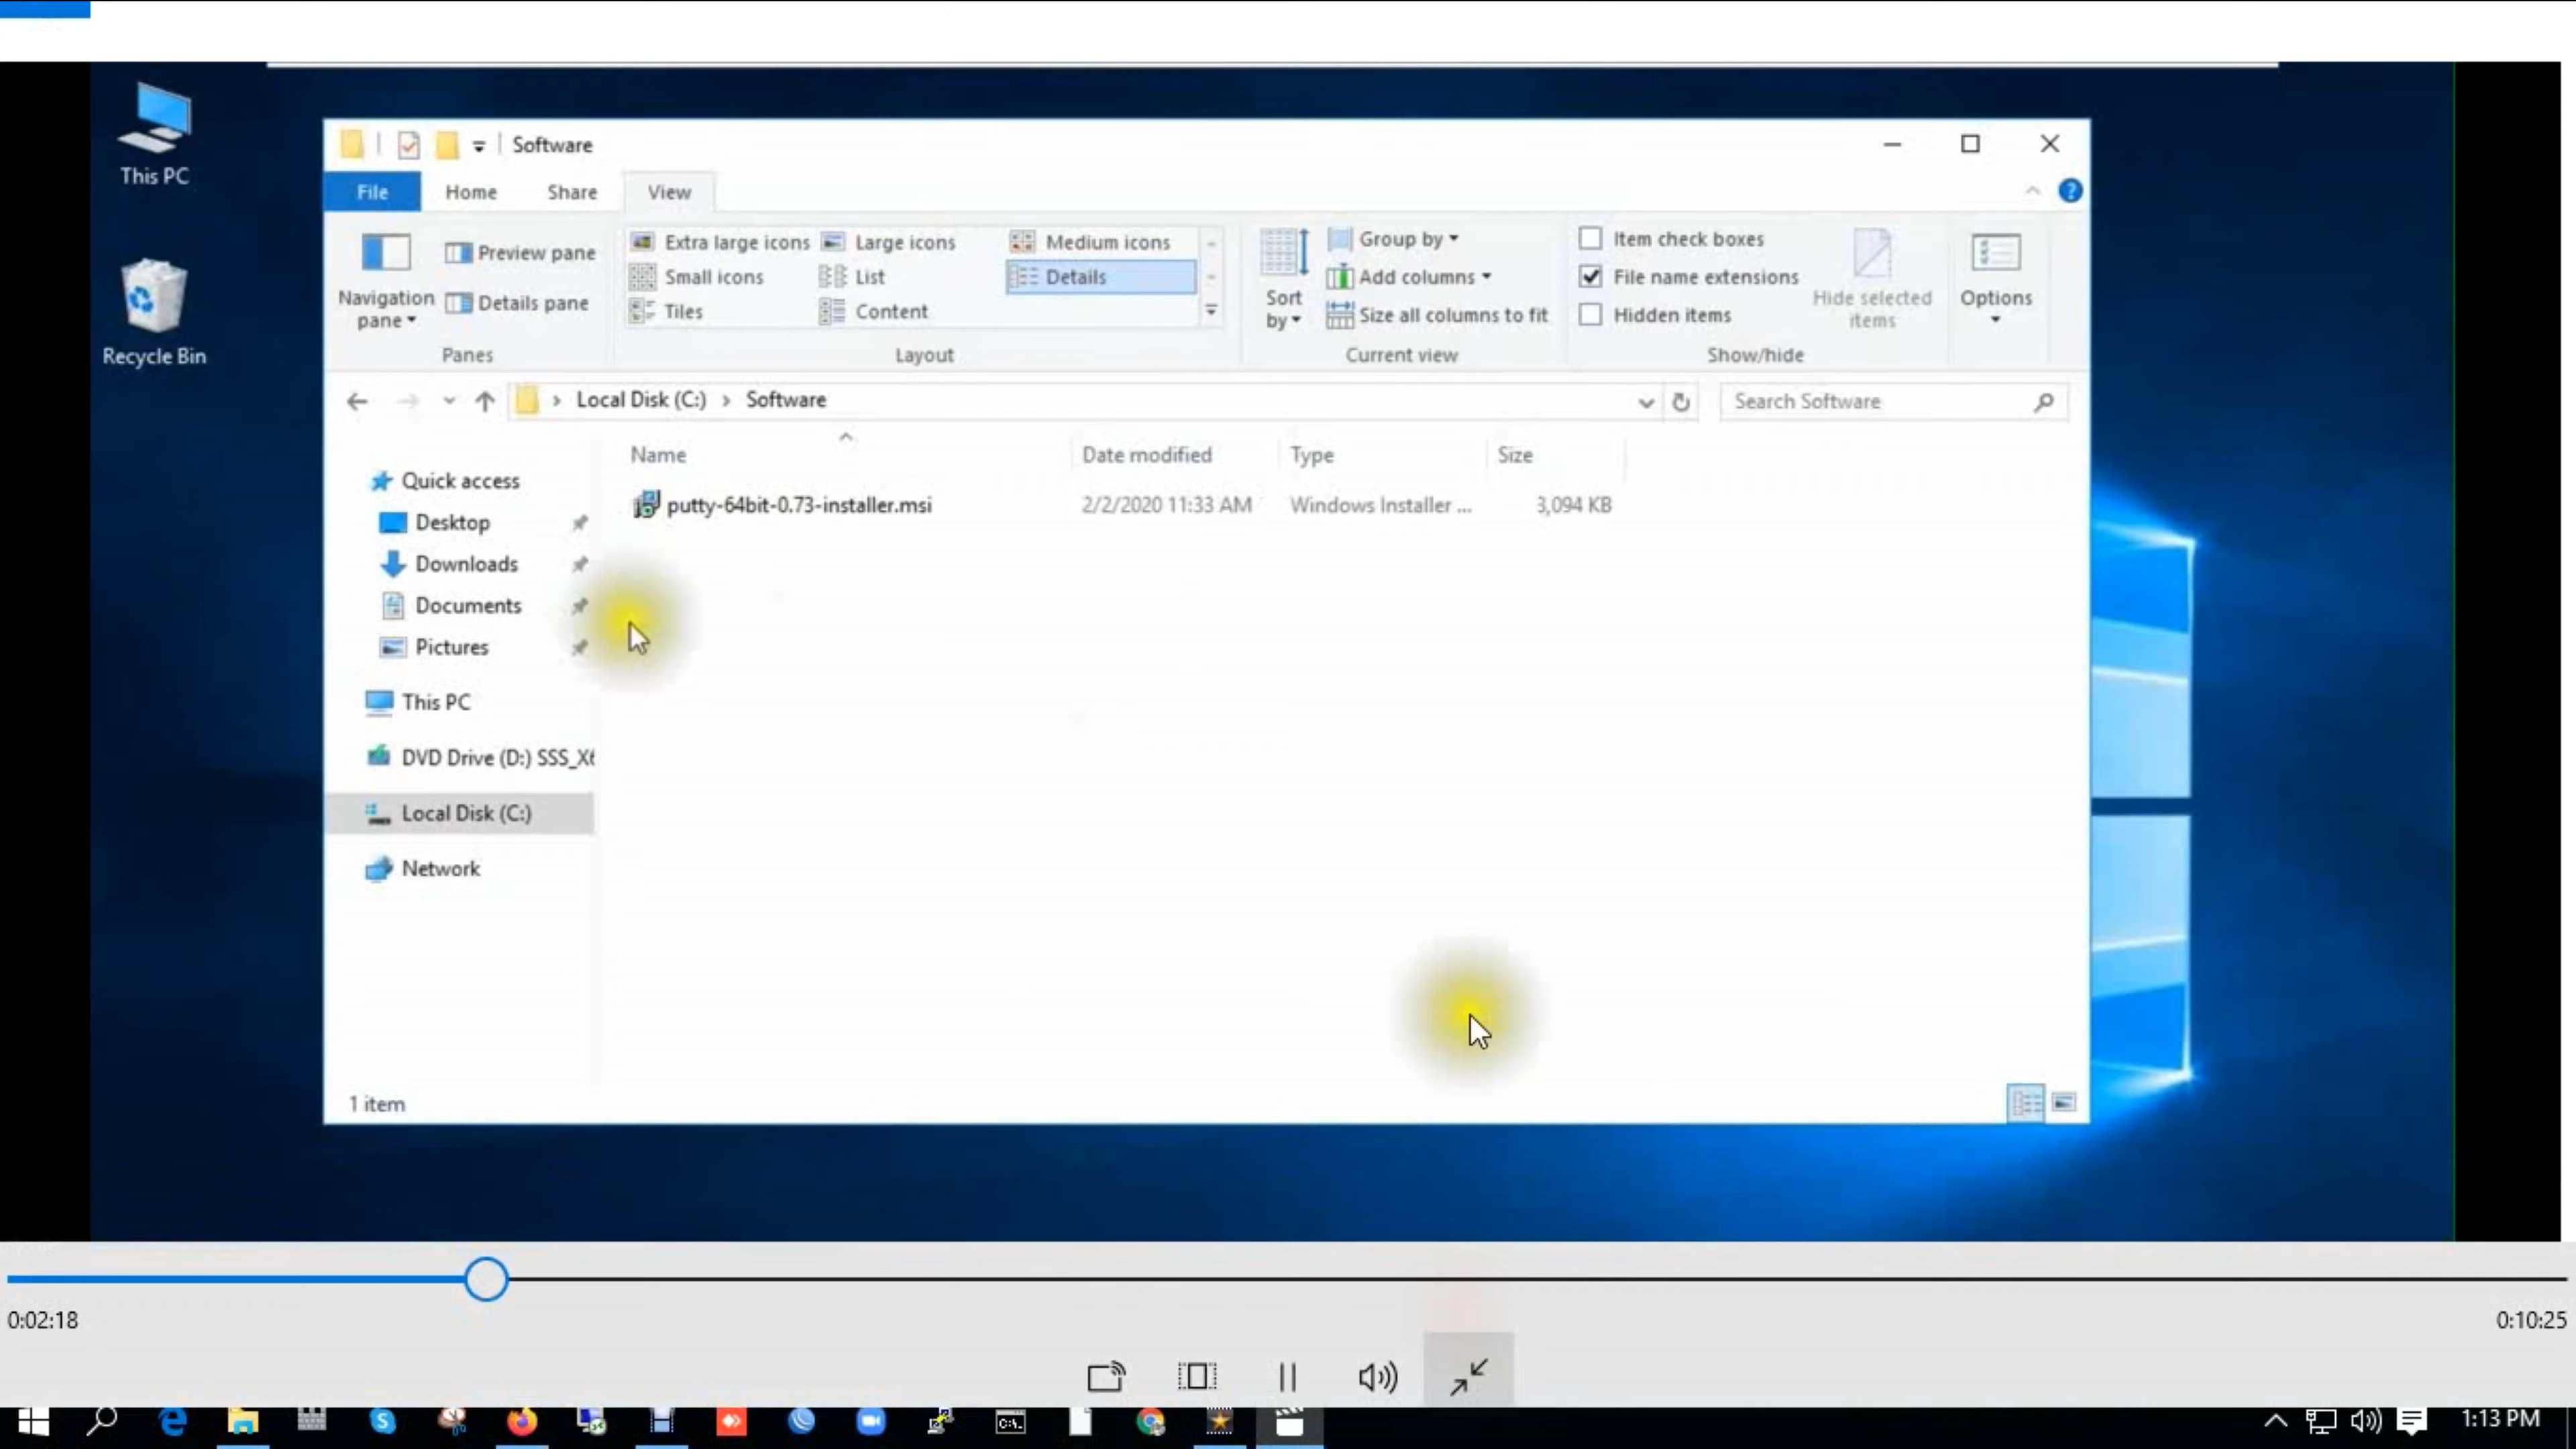 This PC
Recycle Bin
Software
File Home Share View
Navigation pane
Preview pane
Details pane
Panes
Extra large icons Large icons Medium icons
Small icons List Details
Tiles Content
Layout
Sort by
Group by
Add columns
Size all columns to fit
Current view
Item check boxes
File name extensions
Hidden items
Hide selected items
Show/hide
Options
Local Disk (C:) > Software
Search Software
Name Date modified Type Size
putty-64bit-0.73-installer.msi 2/2/2020 11:33 AM Windows Installer ... 3,094 KB
Quick access
Desktop
Downloads
Documents
Pictures
This PC
DVD Drive (D:) SSS_X6
Local Disk (C:)
Network
1 item
0:02:18 0:10:25
C:\.
1:13 PM